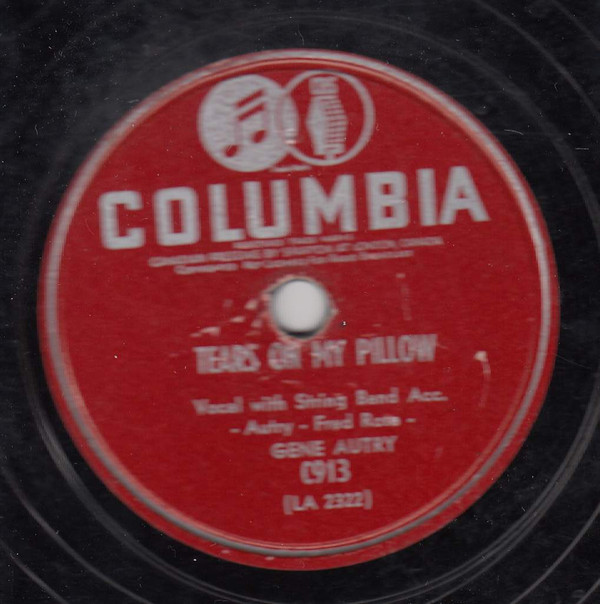 COLUMBIA
TEARS ON MY PILLOW
Vocal with String Band Acc.
- Autry - Fred Rose -
GENE AUTRY
C913
(LA 2322)